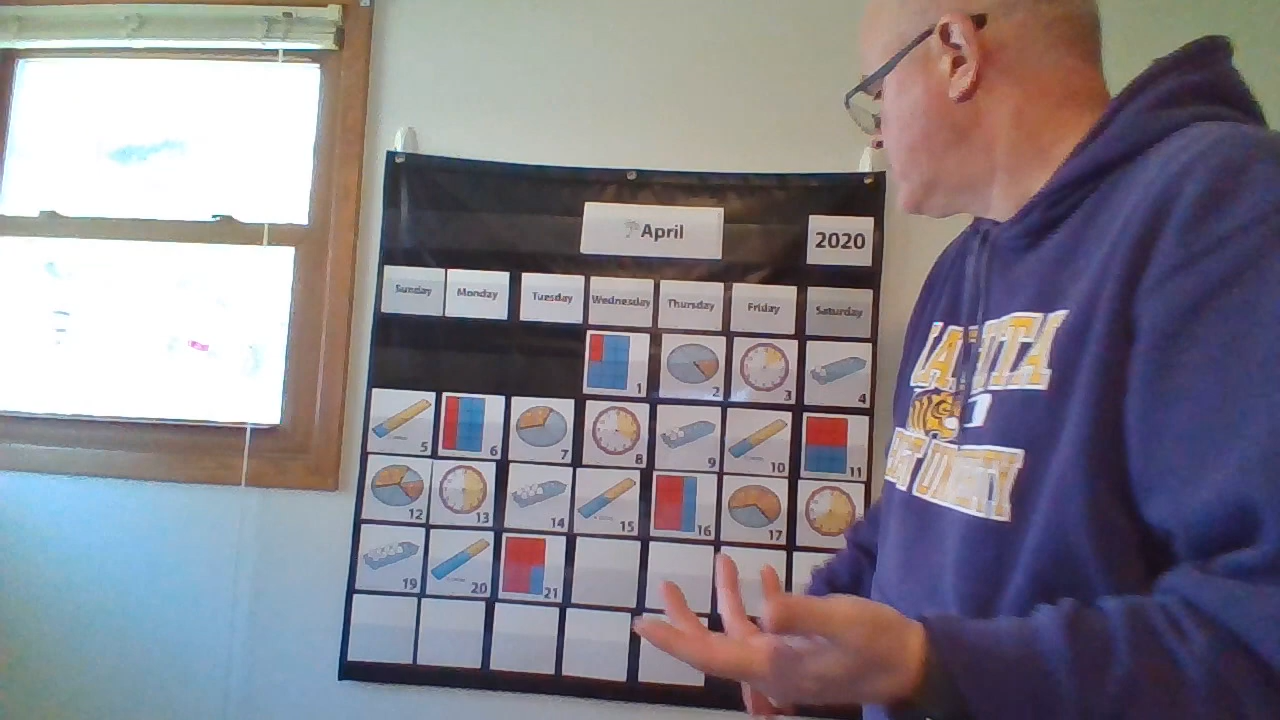 April
2020
Sunday Monday Tuesday Wednesday Thursday Friday Saturday
1 2 3 4
5 6 7 8 9 10 11
12 13 14 15 16 17
19 20 21